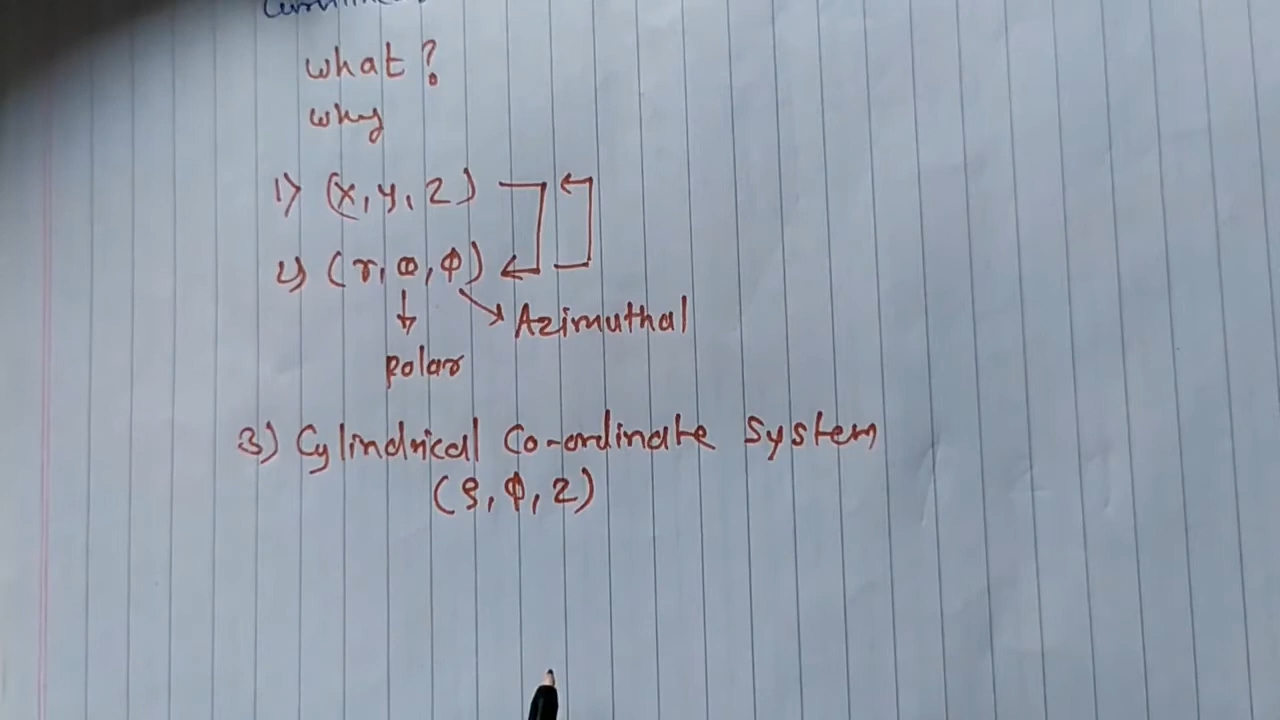 what?
why
1) (x, y, z)
2) (r, θ, φ)
Azimuthal
polar
3) Cylindrical Co-ordinate System
(ρ, φ, z)